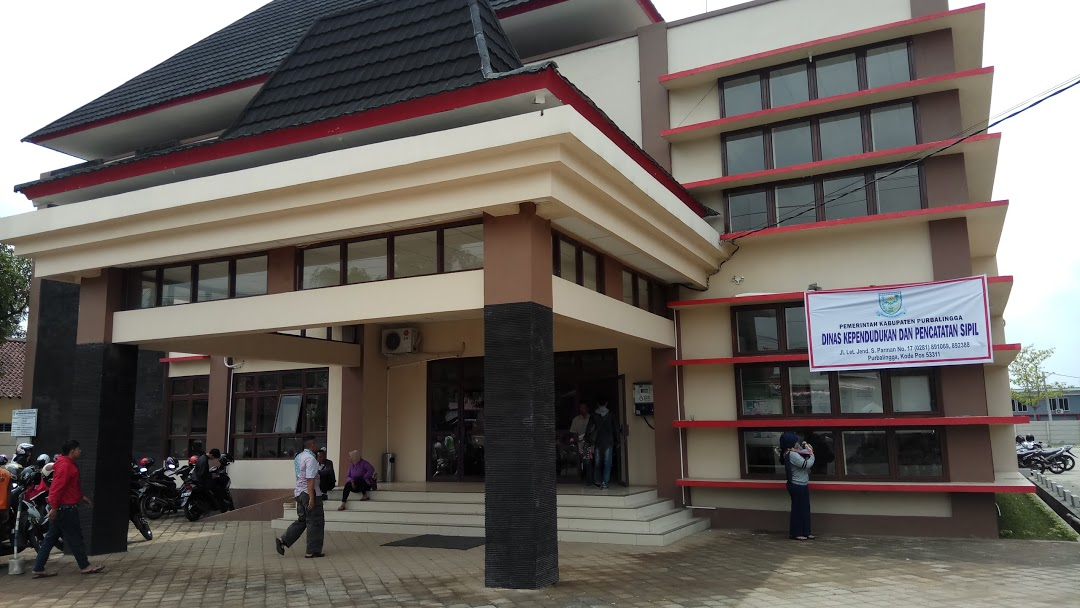 PEMERINTAH KABUPATEN PURBALINGGA
DINAS KEPENDUDUKAN DAN PENCATATAN SIPIL
Jl. Let. Jend. S. Parman No. 17 (0281) 891069, 892388
Purbalingga, Kode Pos 53311